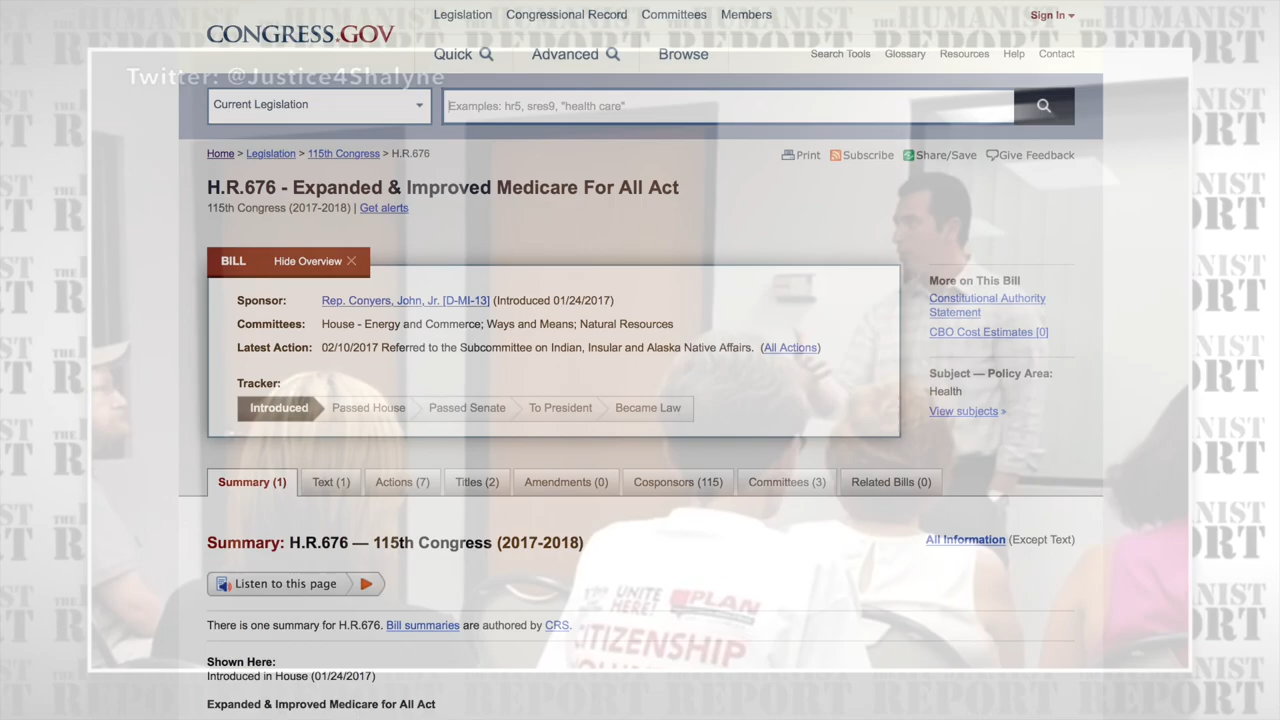 Legislation Congressional Record Committees Members
Sign In
CONGRESS.GOV
Quick Advanced Browse
Search Tools Glossary Resources Help Contact
Twitter: @Justice4Shalyne
Current Legislation
Examples: hr5, sres9, "health care"
Home > Legislation > 115th Congress > H.R.676
Print Subscribe Share/Save Give Feedback
H.R.676 - Expanded & Improved Medicare For All Act
115th Congress (2017-2018) | Get alerts
BILL Hide Overview X
Sponsor: Rep. Conyers, John, Jr. [D-MI-13] (Introduced 01/24/2017)
Committees: House - Energy and Commerce; Ways and Means; Natural Resources
Latest Action: 02/10/2017 Referred to the Subcommittee on Indian, Insular and Alaska Native Affairs. (All Actions)
Tracker:
Introduced Passed House Passed Senate To President Became Law
More on This Bill
Constitutional Authority
Statement
CBO Cost Estimates [0]
Subject — Policy Area:
Health
View subjects »
Summary (1) Text (1) Actions (7) Titles (2) Amendments (0) Cosponsors (115) Committees (3) Related Bills (0)
Summary: H.R.676 — 115th Congress (2017-2018)
All Information (Except Text)
Listen to this page
There is one summary for H.R.676. Bill summaries are authored by CRS.
Shown Here:
Introduced in House (01/24/2017)
Expanded & Improved Medicare for All Act
UNITE
HERE!
PLAN
CITIZENSHIP
THE HUMANIST
REPORT